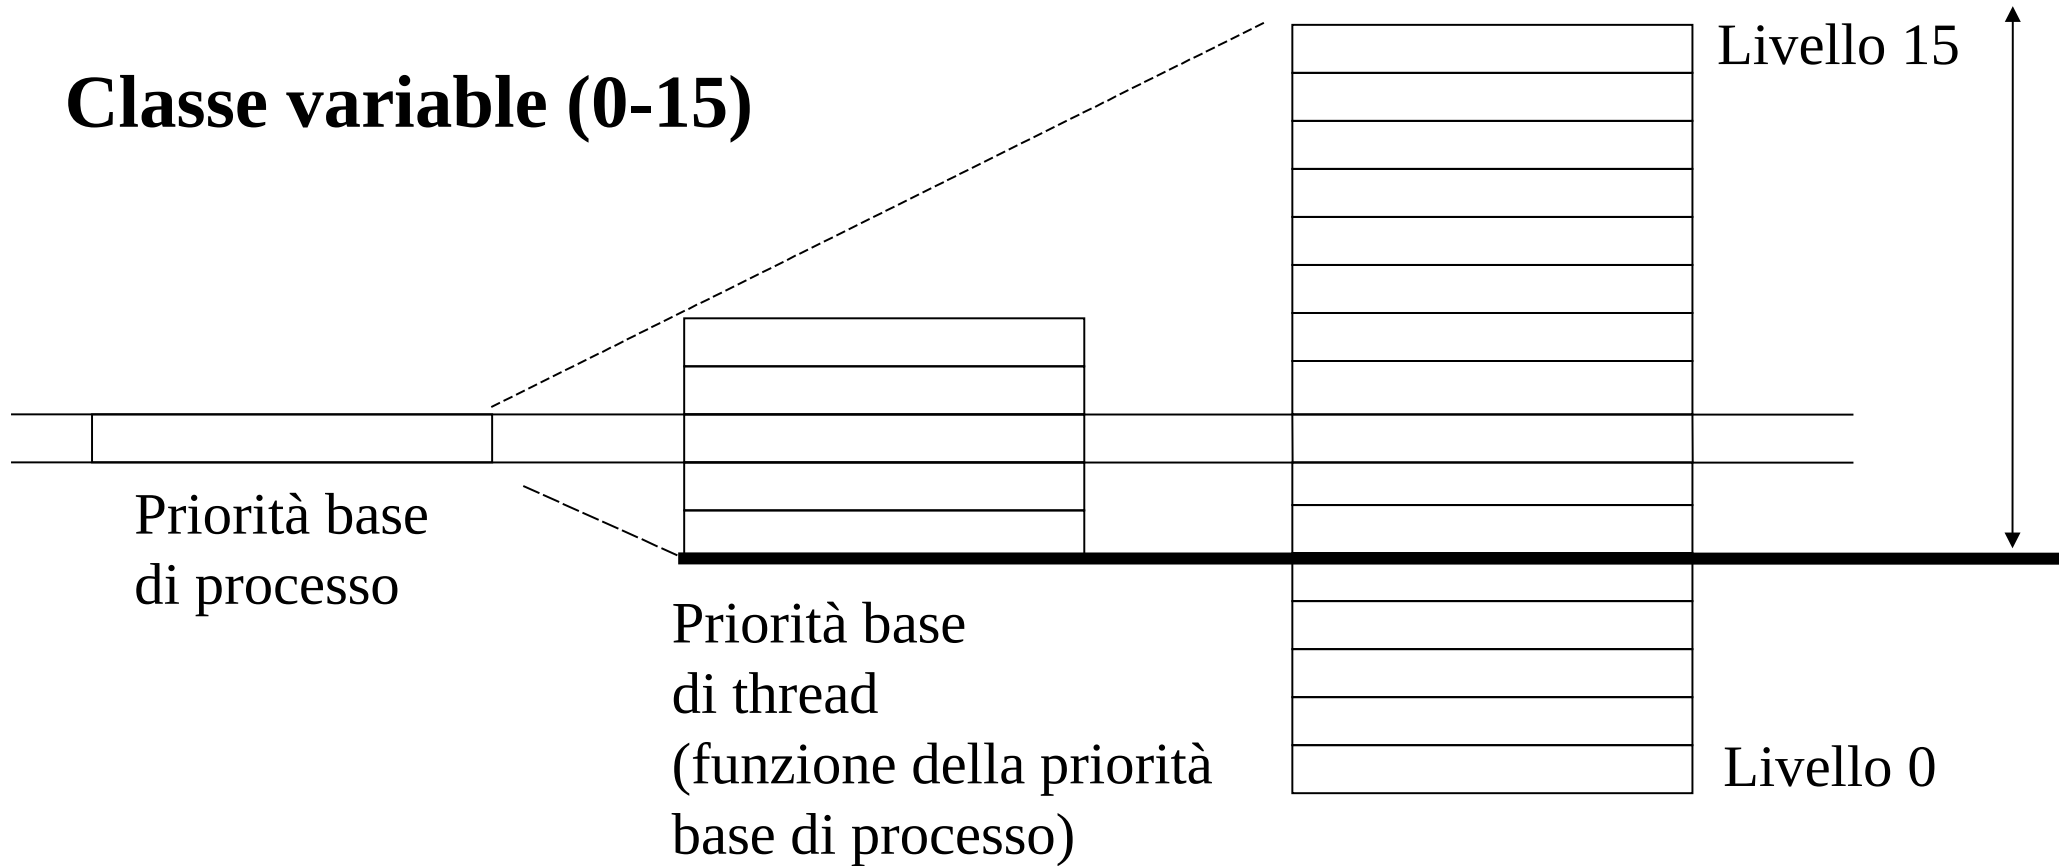 Classe variable (0-15)
Livello 15
Priorità base
di processo
Priorità base
di thread
(funzione della priorità
base di processo)
Livello 0